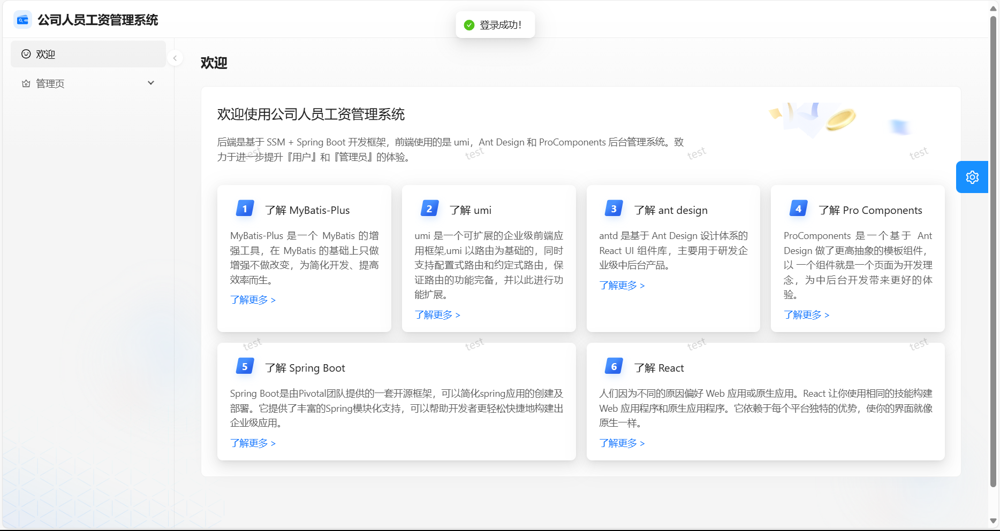 公司人员工资管理系统
登录成功！
欢迎
管理页
欢迎
欢迎使用公司人员工资管理系统
后端是基于 SSM + Spring Boot 开发框架，前端使用的是 umi，Ant Design 和 ProComponents 后台管理系统。致
力于进一步提升『用户』和『管理员』的体验。
test
test
test
test
1
了解 MyBatis-Plus
MyBatis-Plus 是一个 MyBatis 的增
强工具，在 MyBatis 的基础上只做
增强不做改变，为简化开发、提高
效率而生。
了解更多 >
2
了解 umi
umi 是一个可扩展的企业级前端应
用框架,umi 以路由为基础的，同时
支持配置式路由和约定式路由，保
证路由的功能完备，并以此进行功
能扩展。
了解更多 >
3
了解 ant design
antd 是基于 Ant Design 设计体系的
React UI 组件库，主要用于研发企
业级中后台产品。
了解更多 >
4
了解 Pro Components
ProComponents 是一个基于 Ant
Design 做了更高抽象的模板组件，
以 一个组件就是一个页面为开发理
念，为中后台开发带来更好的体
验。
了解更多 >
test
test
test
test
5
了解 Spring Boot
Spring Boot是由Pivotal团队提供的一套开源框架，可以简化spring应用的创建及
部署。它提供了丰富的Spring模块化支持，可以帮助开发者更轻松快捷地构建出
企业级应用。
了解更多 >
6
了解 React
人们因为不同的原因偏好 Web 应用或原生应用。React 让你使用相同的技能构建
Web 应用程序和原生应用程序。它依赖于每个平台独特的优势，使你的界面就像
原生一样。
了解更多 >